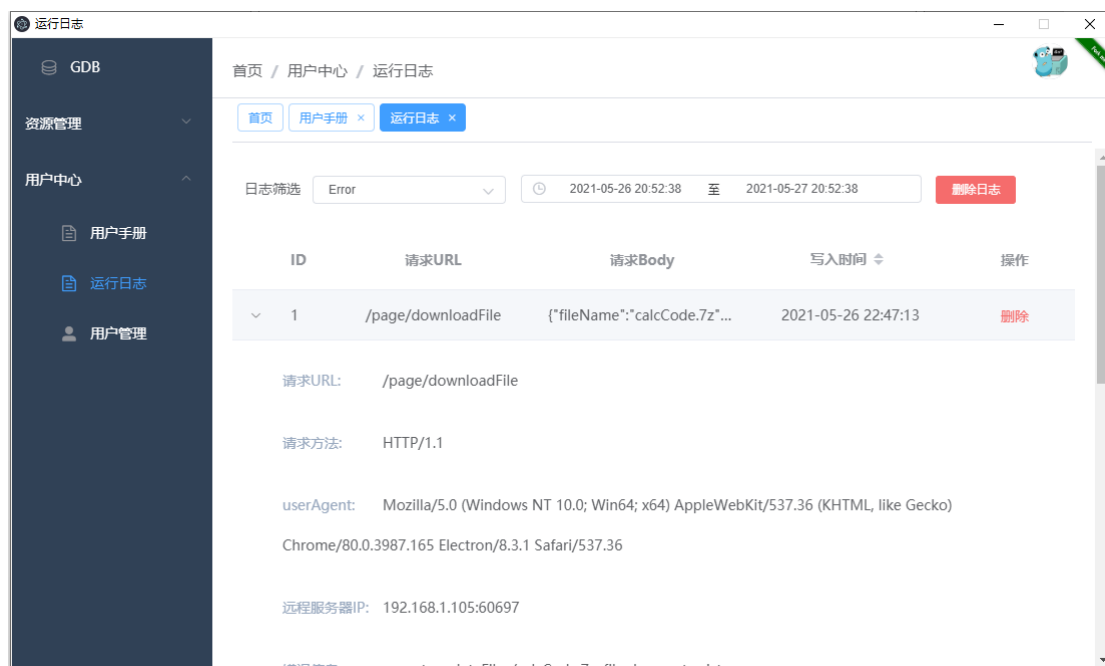 运行日志
GDB
资源管理
用户中心
用户手册
运行日志
用户管理
首页 / 用户中心 / 运行日志
首页 用户手册 × 运行日志 ×
日志筛选 Error 2021-05-26 20:52:38 至 2021-05-27 20:52:38 删除日志
ID 请求URL 请求Body 写入时间 操作
1 /page/downloadFile {"fileName":"calcCode.7z"... 2021-05-26 22:47:13 删除
请求URL: /page/downloadFile
请求方法: HTTP/1.1
userAgent: Mozilla/5.0 (Windows NT 10.0; Win64; x64) AppleWebKit/537.36 (KHTML, like Gecko)
Chrome/80.0.3987.165 Electron/8.3.1 Safari/537.36
远程服务器IP: 192.168.1.105:60697